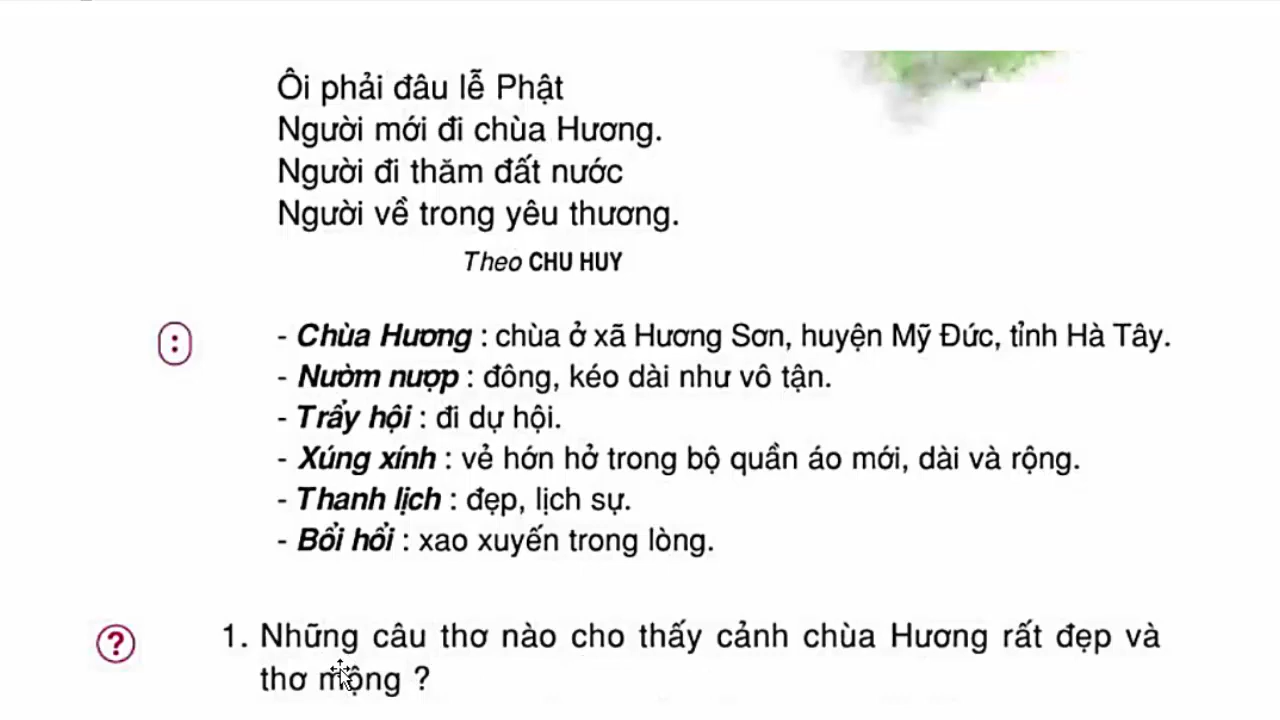 Ôi phải đâu lễ Phật
Người mới đi chùa Hương.
Người đi thăm đất nước
Người về trong yêu thương.
Theo CHU HUY
:
- Chùa Hương : chùa ở xã Hương Sơn, huyện Mỹ Đức, tỉnh Hà Tây.
- Nườm nượp : đông, kéo dài như vô tận.
- Trẩy hội : đi dự hội.
- Xúng xính : vẻ hớn hở trong bộ quần áo mới, dài và rộng.
- Thanh lịch : đẹp, lịch sự.
- Bổi hổi : xao xuyến trong lòng.
? 1. Những câu thơ nào cho thấy cảnh chùa Hương rất đẹp và
thơ mộng ?